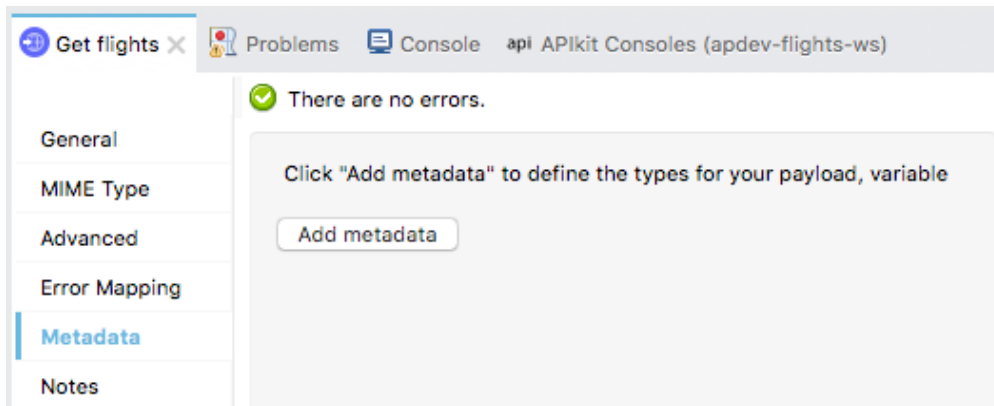 Get flights Problems Console api APIkit Consoles (apdev-flights-ws)
There are no errors.
General
Click "Add metadata" to define the types for your payload, variable
MIME Type
Add metadata
Advanced
Error Mapping
Metadata
Notes